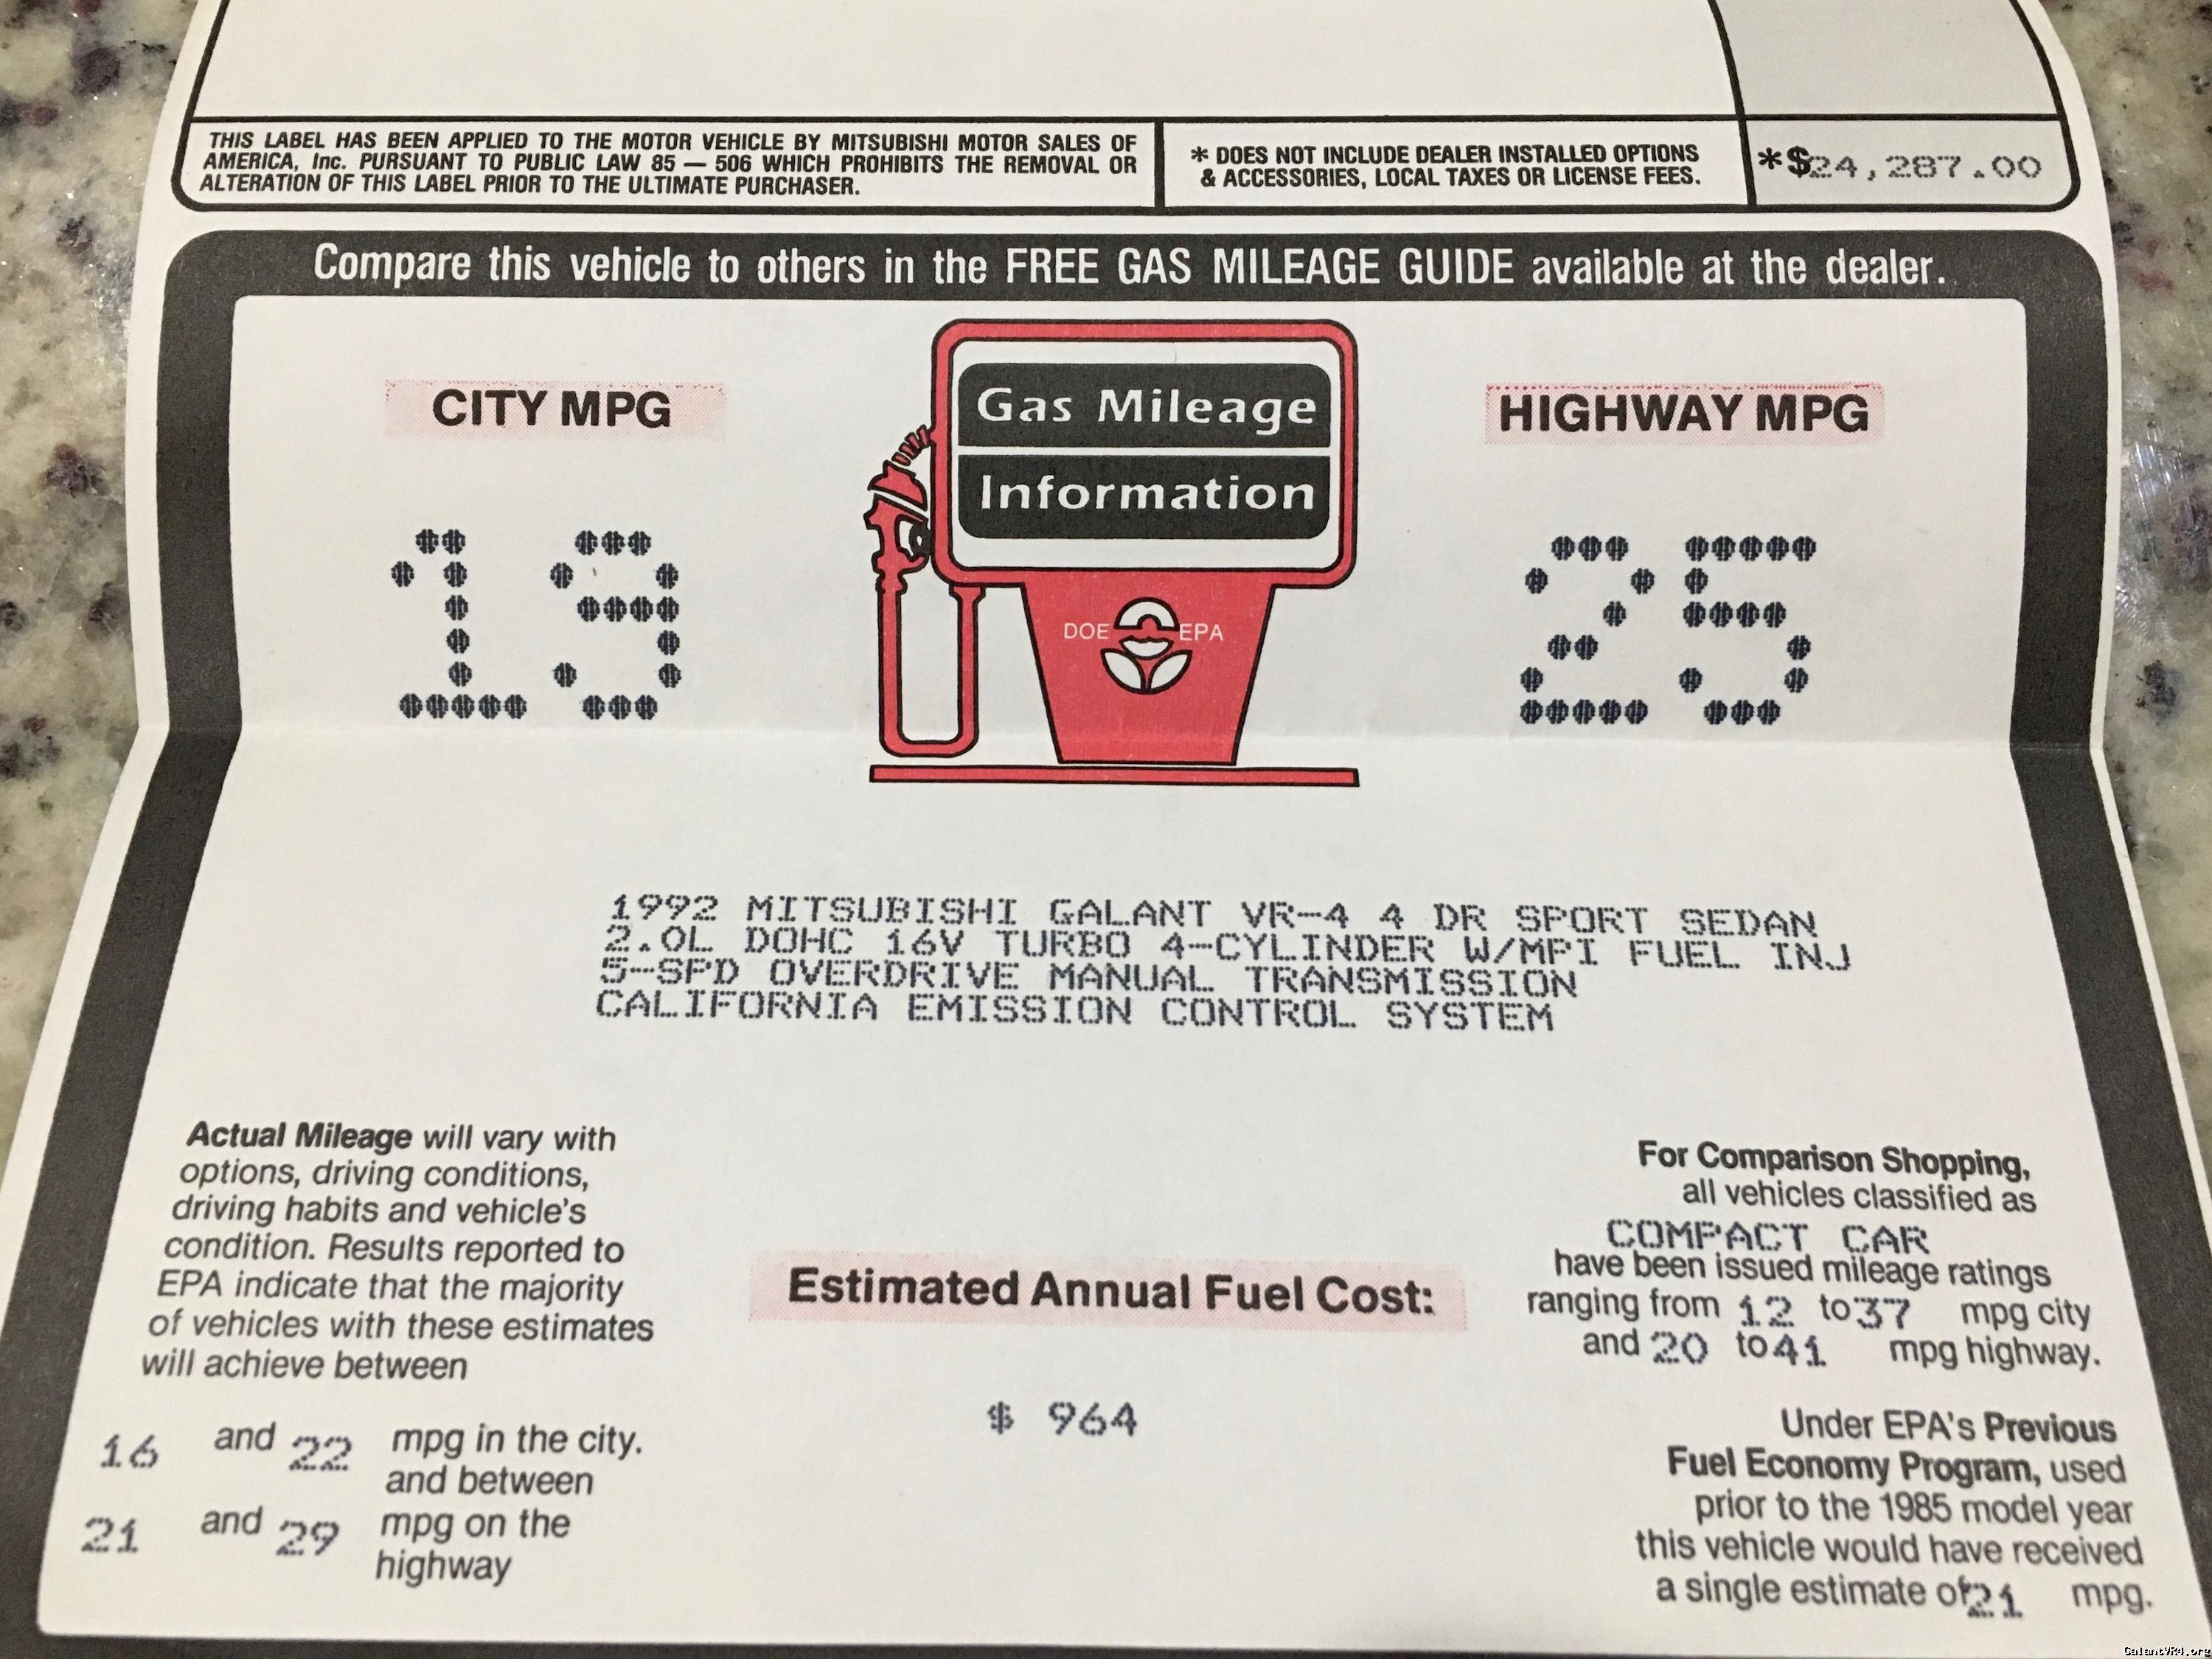 THIS LABEL HAS BEEN APPLIED TO THE MOTOR VEHICLE BY MITSUBISHI MOTOR SALES OF
AMERICA, Inc. PURSUANT TO PUBLIC LAW 85 — 506 WHICH PROHIBITS THE REMOVAL OR
ALTERATION OF THIS LABEL PRIOR TO THE ULTIMATE PURCHASER.
* DOES NOT INCLUDE DEALER INSTALLED OPTIONS
& ACCESSORIES, LOCAL TAXES OR LICENSE FEES.
*$24,287.00
Compare this vehicle to others in the FREE GAS MILEAGE GUIDE available at the dealer.
CITY MPG
19
Gas Mileage
Information
DOE EPA
HIGHWAY MPG
25
1992 MITSUBISHI GALANT VR-4 4 DR SPORT SEDAN
2.0L DOHC 16V TURBO 4-CYLINDER W/MPI FUEL INJ
5-SPD OVERDRIVE MANUAL TRANSMISSION
CALIFORNIA EMISSION CONTROL SYSTEM
Actual Mileage will vary with
options, driving conditions,
driving habits and vehicle's
condition. Results reported to
EPA indicate that the majority
of vehicles with these estimates
will achieve between
16 and 22 mpg in the city.
and between
21 and 29 mpg on the
highway
Estimated Annual Fuel Cost:
$ 964
For Comparison Shopping,
all vehicles classified as
COMPACT CAR
have been issued mileage ratings
ranging from 12 to 37 mpg city
and 20 to 41 mpg highway.
Under EPA's Previous
Fuel Economy Program, used
prior to the 1985 model year
this vehicle would have received
a single estimate of 21 mpg.
GalantVR4.org